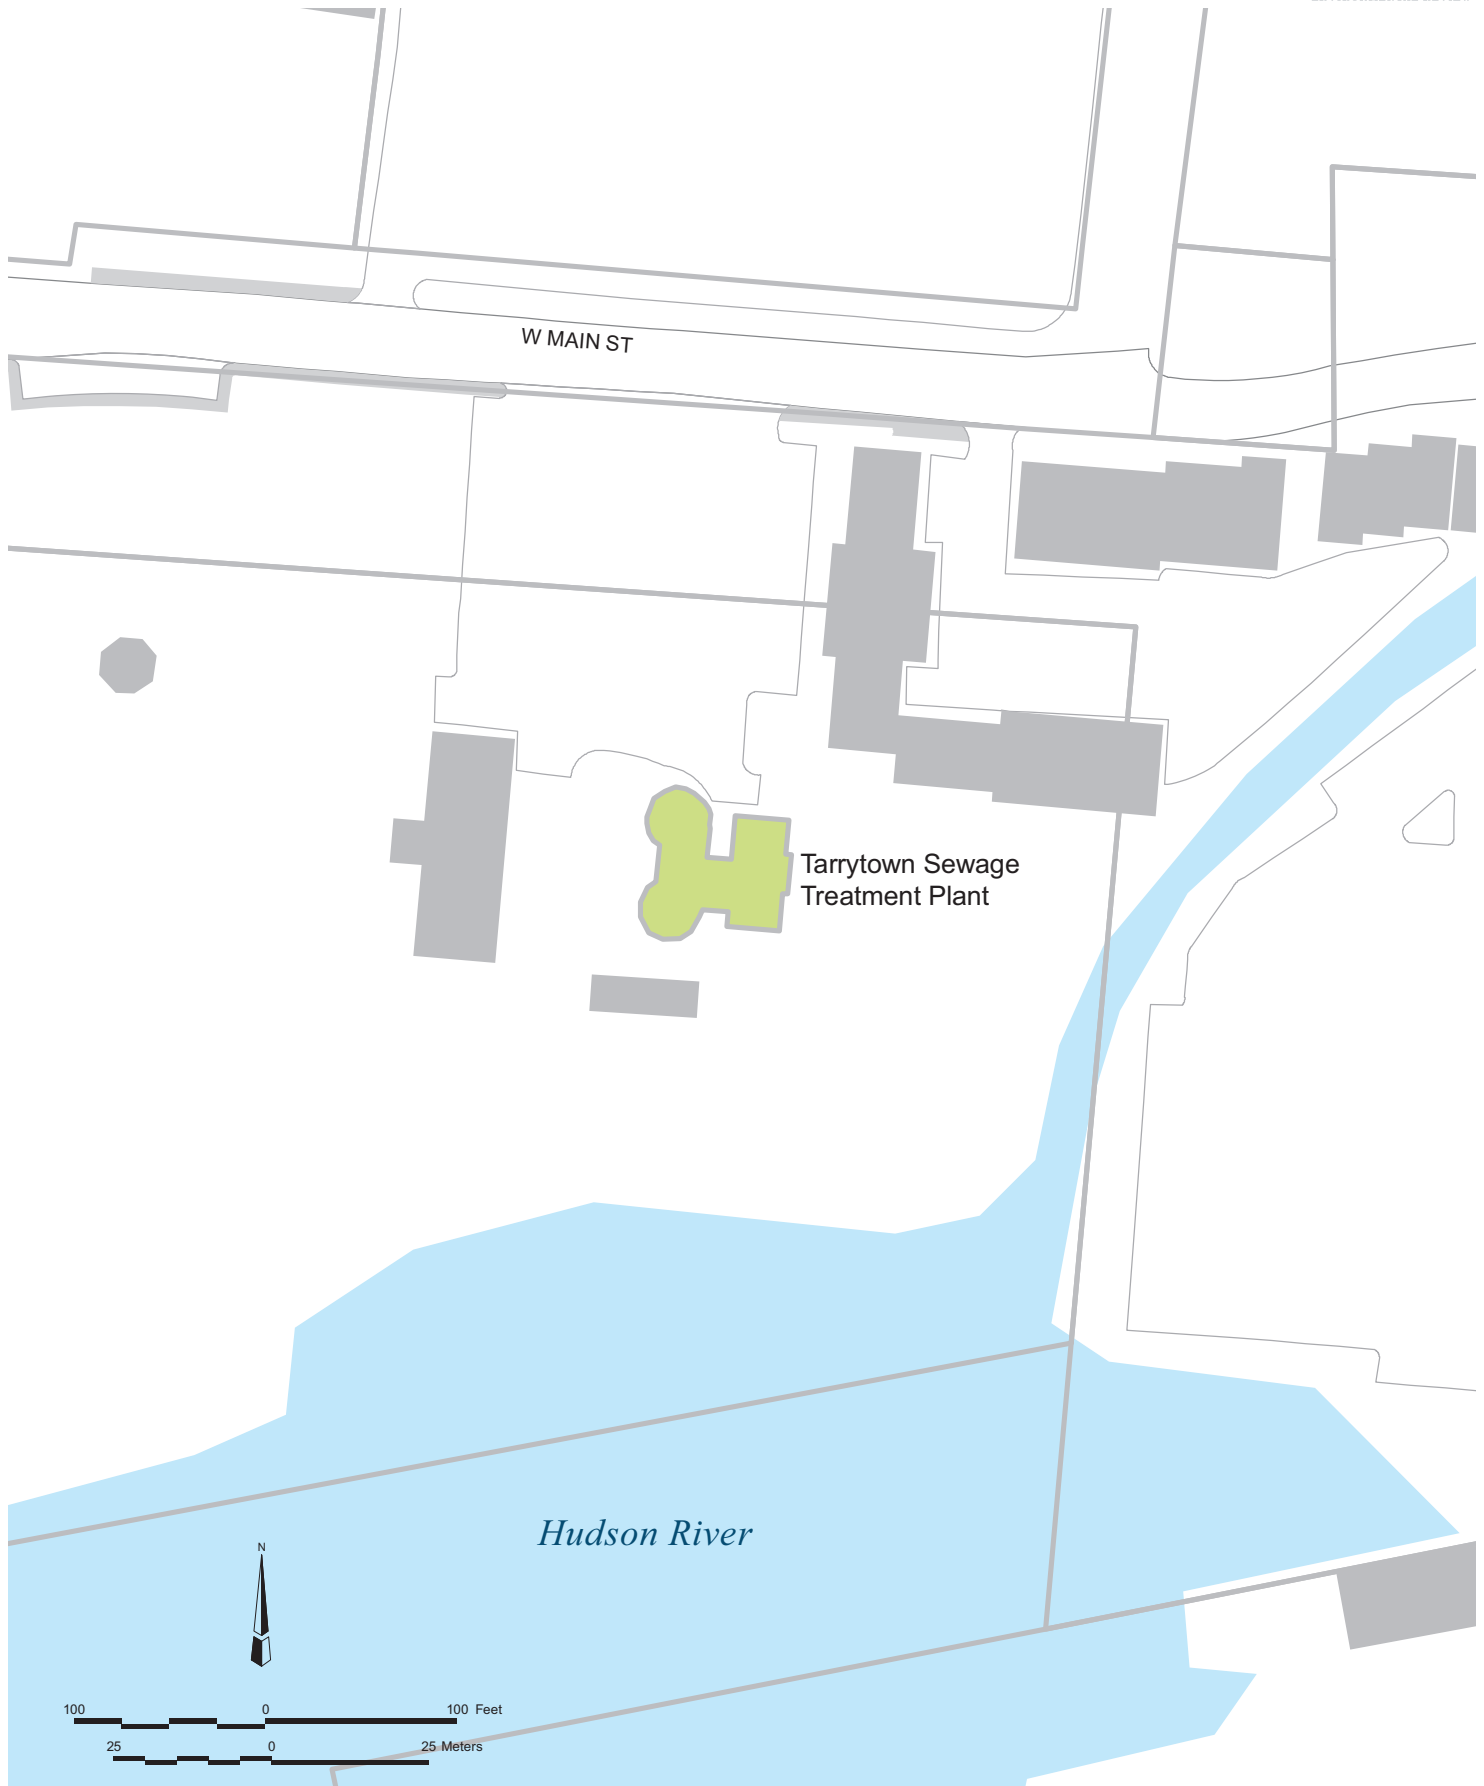 W MAIN ST
Tarrytown Sewage
Treatment Plant
Hudson River
N
100 0 100 Feet
25 0 25 Meters